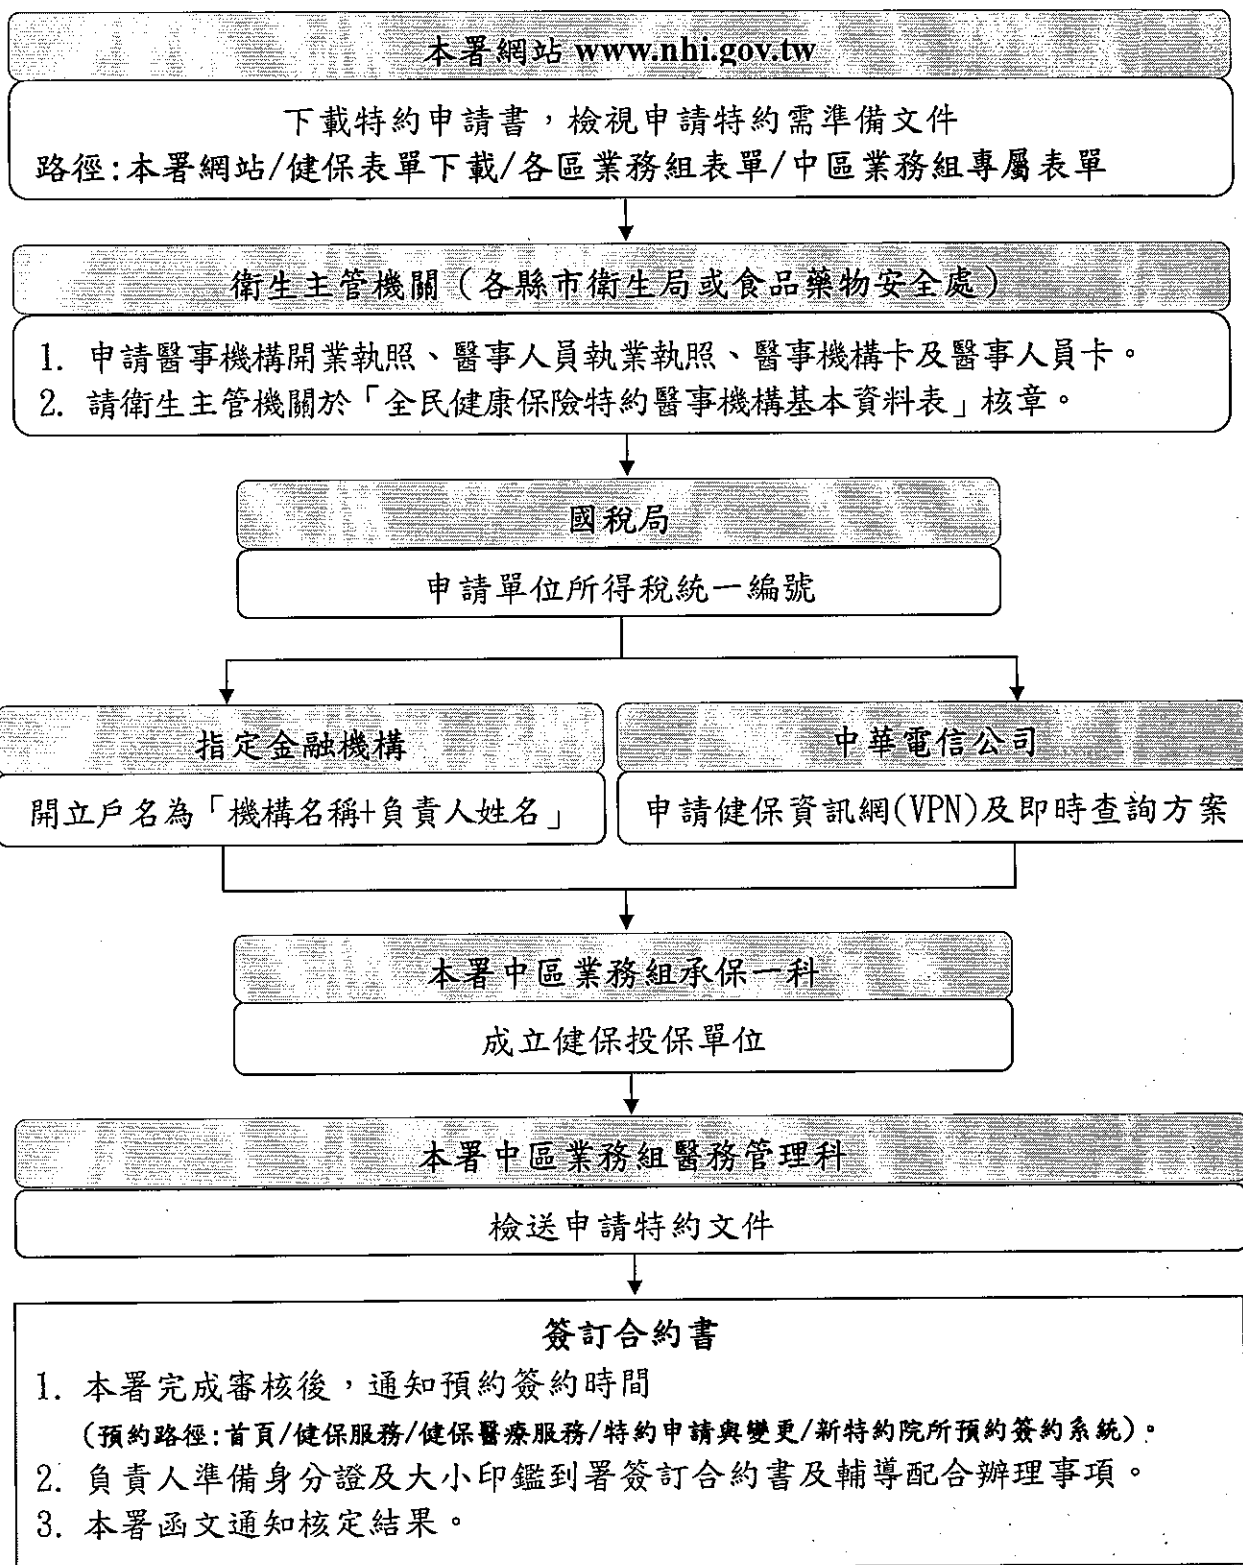 本署網站 www.nhi.gov.tw
下載特約申請書，檢視申請特約需準備文件
路徑:本署網站/健保表單下載/各區業務組表單/中區業務組專屬表單
衛生主管機關（各縣市衛生局或食品藥物安全處）
1. 申請醫事機構開業執照、醫事人員執業執照、醫事機構卡及醫事人員卡。
2. 請衛生主管機關於「全民健康保險特約醫事機構基本資料表」核章。
國稅局
申請單位所得稅統一編號
指定金融機構
開立戶名為「機構名稱+負責人姓名」
中華電信公司
申請健保資訊網(VPN)及即時查詢方案
本署中區業務組承保一科
成立健保投保單位
本署中區業務組醫務管理科
檢送申請特約文件
簽訂合約書
1. 本署完成審核後，通知預約簽約時間
(預約路徑:首頁/健保服務/健保醫療服務/特約申請與變更/新特約院所預約簽約系統)。
2. 負責人準備身分證及大小印鑑到署簽訂合約書及輔導配合辦理事項。
3. 本署函文通知核定結果。